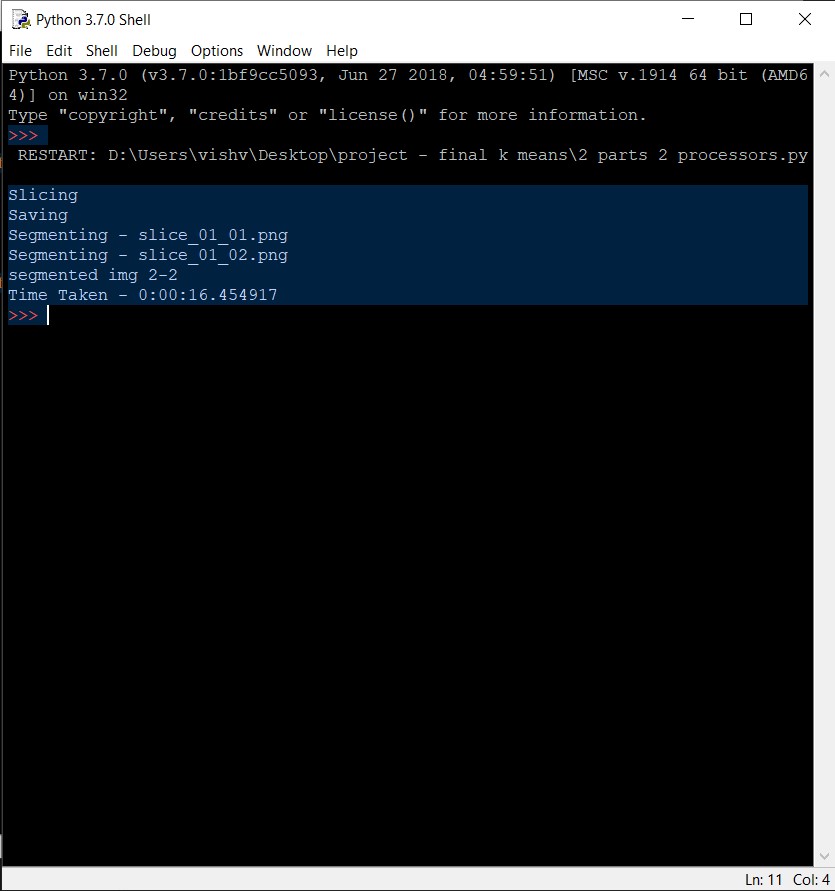 Python 3.7.0 Shell
File Edit Shell Debug Options Window Help
Python 3.7.0 (v3.7.0:1bf9cc5093, Jun 27 2018, 04:59:51) [MSC v.1914 64 bit (AMD6
4)] on win32
Type "copyright", "credits" or "license()" for more information.
>>>
RESTART: D:\Users\vishv\Desktop\project - final k means\2 parts 2 processors.py
Slicing
Saving
Segmenting - slice_01_01.png
Segmenting - slice_01_02.png
segmented img 2-2
Time Taken - 0:00:16.454917
>>>
Ln: 11 Col: 4